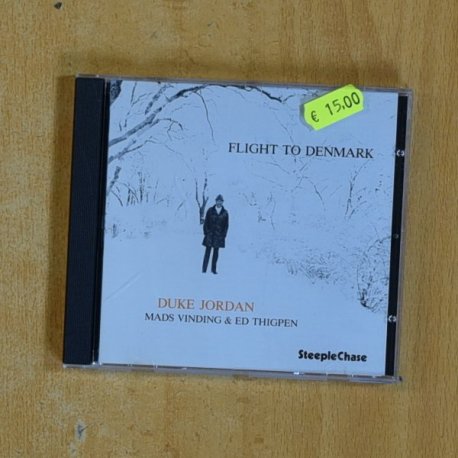 € 15,00
FLIGHT TO DENMARK
DUKE JORDAN
MADS VINDING & ED THIGPEN
SteepleChase